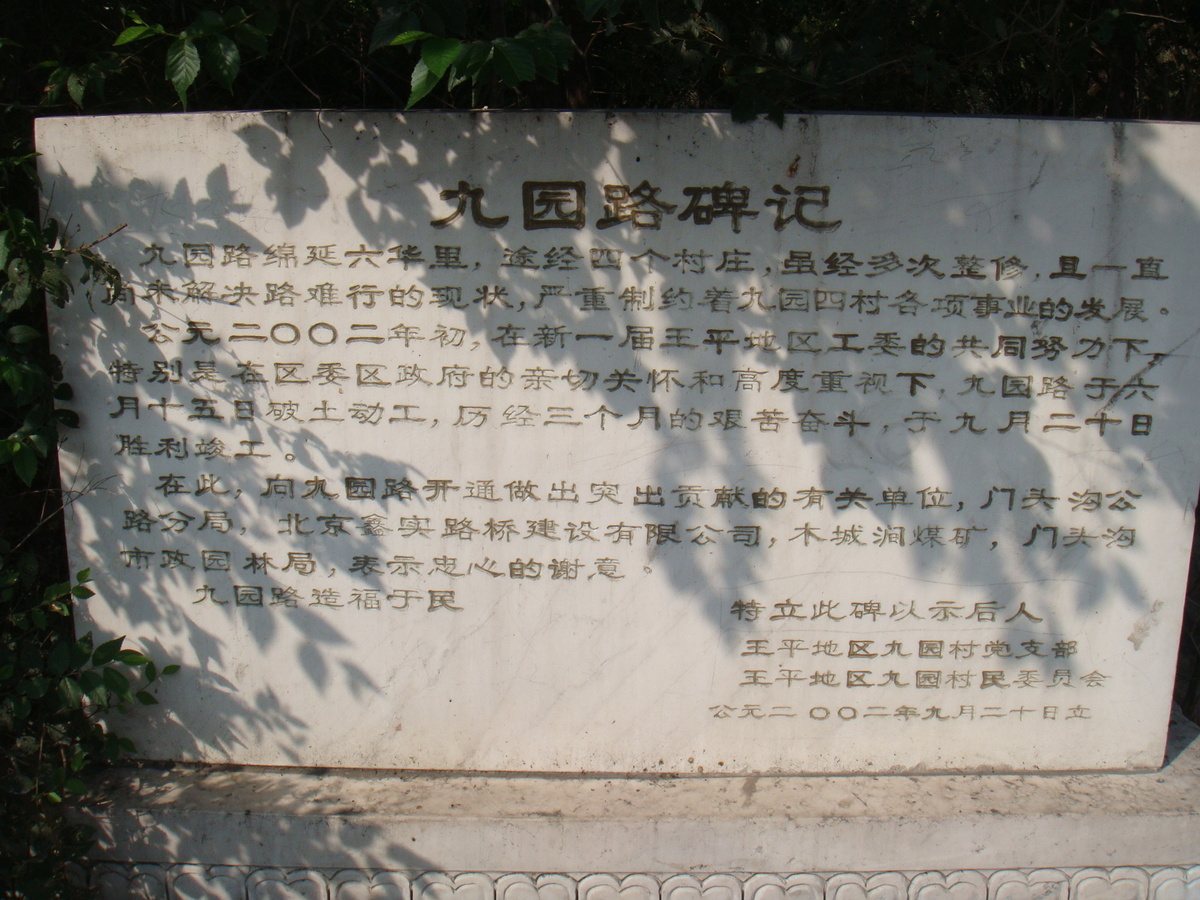 九园路碑记
九园路绵延六华里，途经四个村庄，虽经多次整修，且一直
尚未解决路难行的现状，严重制约着九园四村各项事业的发展。
公元二〇〇二年初，在新一届王平地区工委的共同努力下，
特别是在区委区政府的亲切关怀和高度重视下，九园路于六
月十五日破土动工，历经三个月的艰苦奋斗，于九月二十日
胜利竣工。
在此，向九园路开通做出突出贡献的有关单位，门头沟公
路分局，北京鑫实路桥建设有限公司，木城涧煤矿，门头沟
市政园林局，表示忠心的谢意。
九园路造福于民
特立此碑以示后人
王平地区九园村党支部
王平地区九园村民委员会
公元二〇〇二年九月二十日立